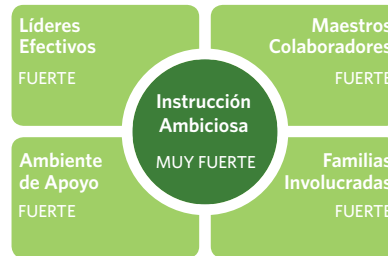 Líderes
Efectivos
FUERTE
Maestros
Colaboradores
FUERTE
Instrucción
Ambiciosa
MUY FUERTE
Ambiente
de Apoyo
FUERTE
Familias
Involucradas
FUERTE